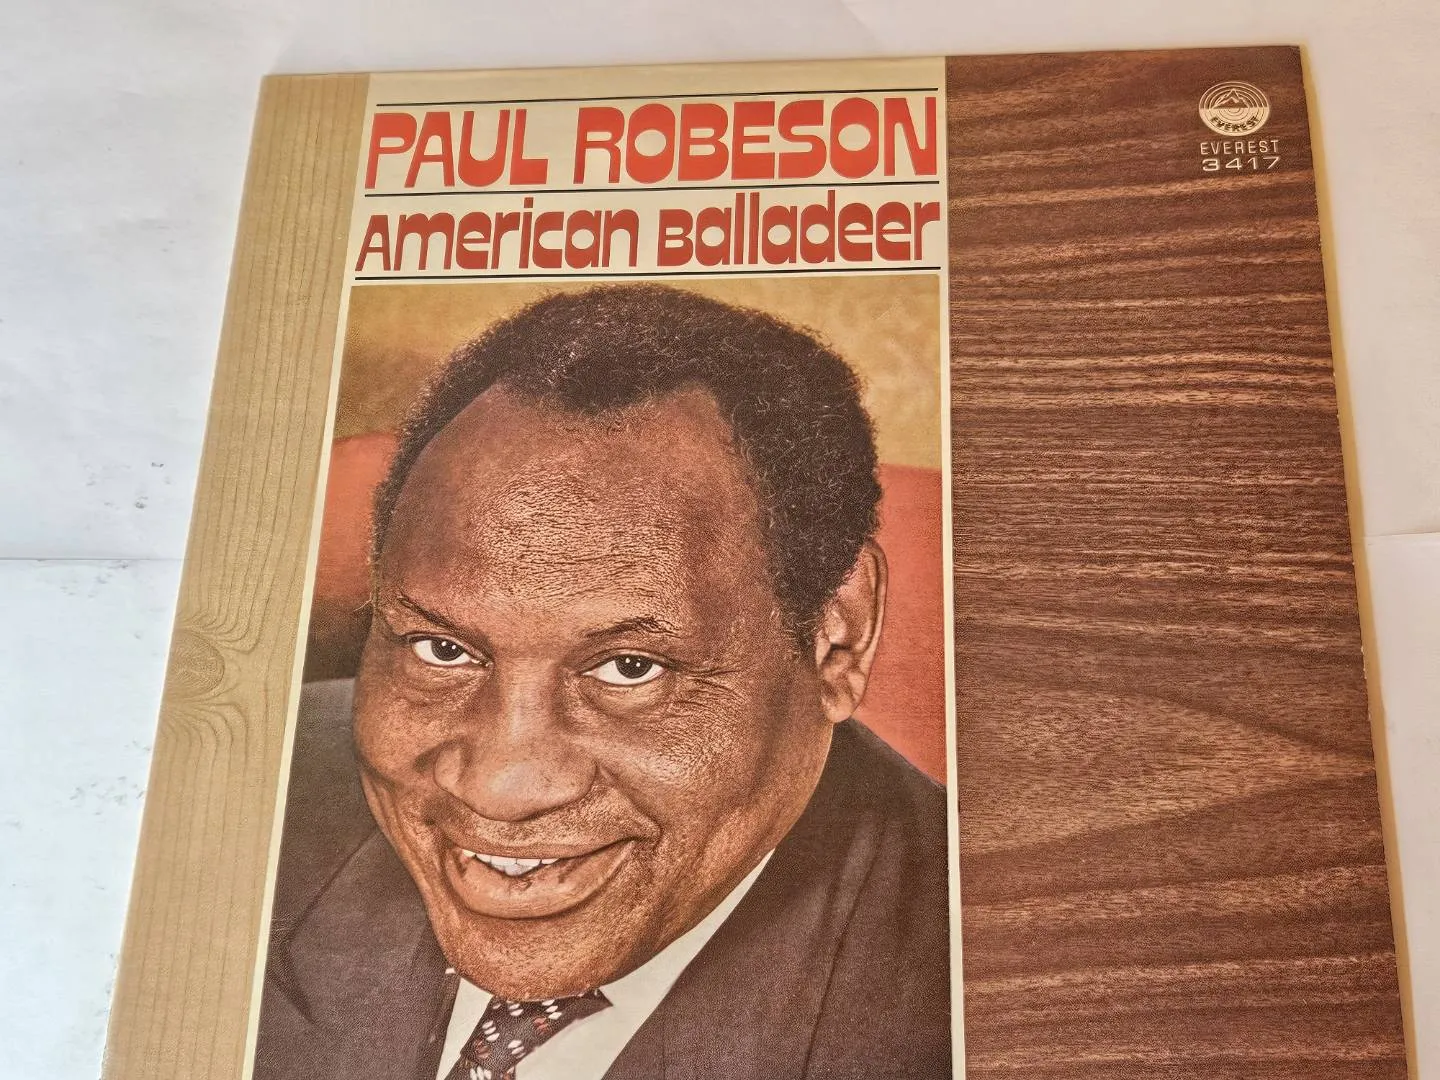 PAUL ROBESON
American Balladeer
EVEREST
EVEREST
3417